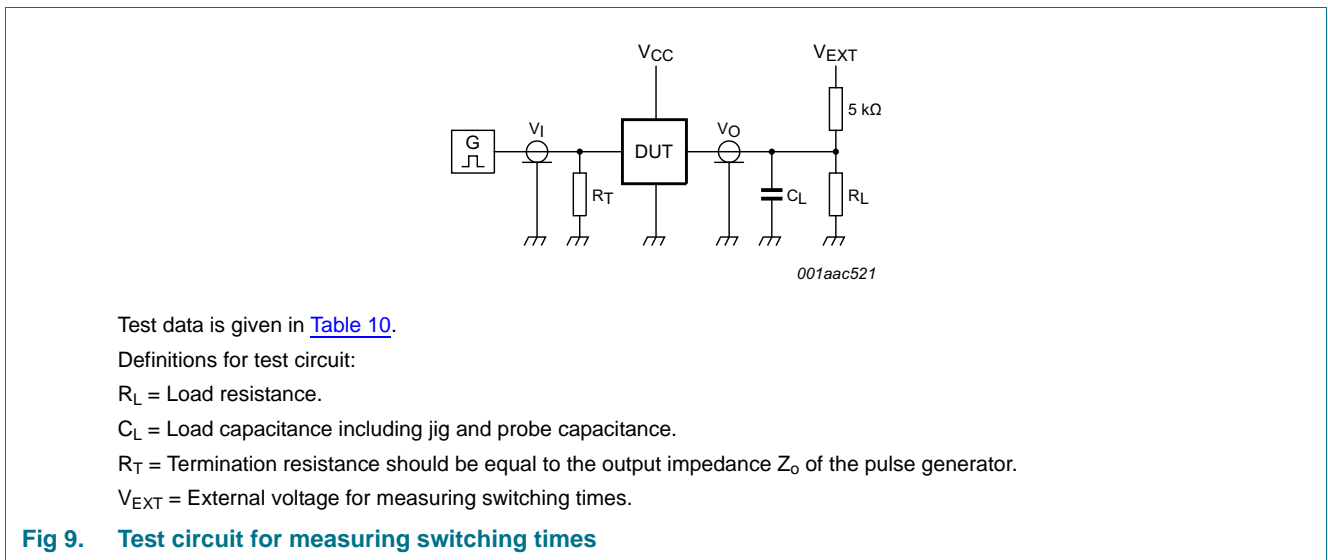 VCC
VEXT
5 kΩ
G
VI
DUT
VO
RT
CL
RL
001aac521
Test data is given in Table 10.
Definitions for test circuit:
RL = Load resistance.
CL = Load capacitance including jig and probe capacitance.
RT = Termination resistance should be equal to the output impedance Zo of the pulse generator.
VEXT = External voltage for measuring switching times.
Fig 9. Test circuit for measuring switching times